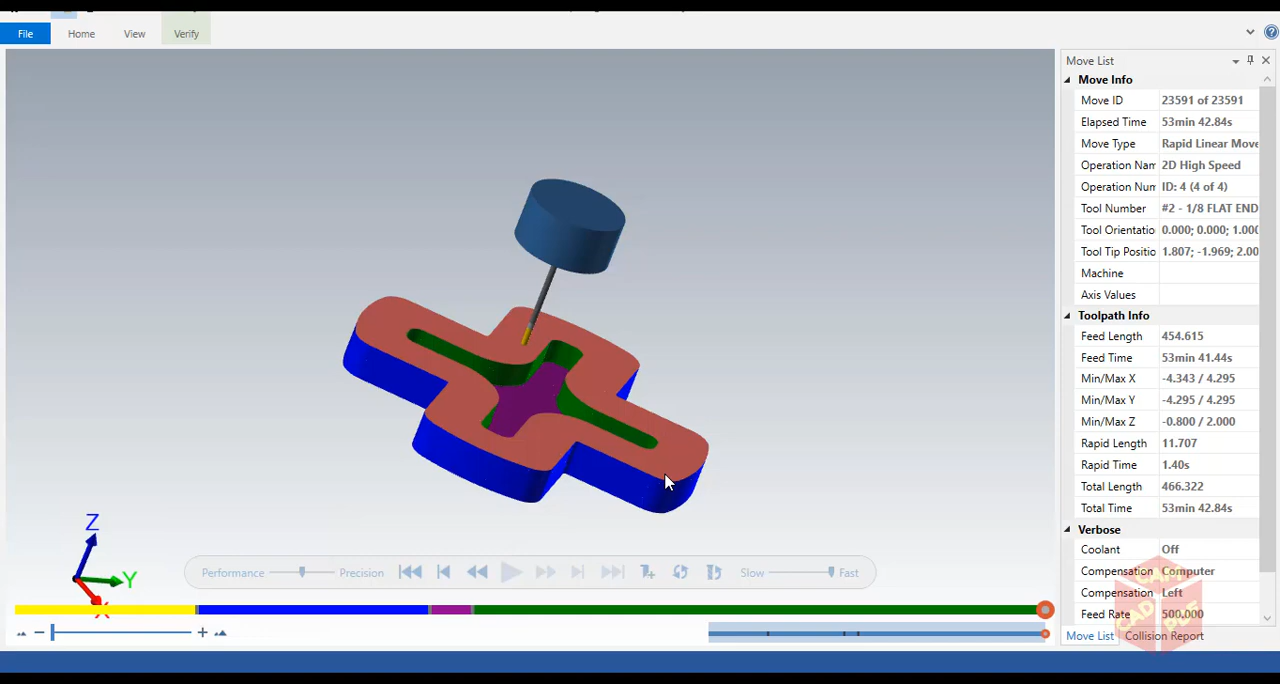 File Home View Verify
Move List
Move Info
Move ID 23591 of 23591
Elapsed Time 53min 42.84s
Move Type Rapid Linear Move
Operation Nam 2D High Speed
Operation Num ID: 4 (4 of 4)
Tool Number #2 - 1/8 FLAT END
Tool Orientatio 0.000; 0.000; 1.000
Tool Tip Positio 1.807; -1.969; 2.00
Machine
Axis Values
Toolpath Info
Feed Length 454.615
Feed Time 53min 41.44s
Min/Max X -4.343 / 4.295
Min/Max Y -4.295 / 4.295
Min/Max Z -0.800 / 2.000
Rapid Length 11.707
Rapid Time 1.40s
Total Length 466.322
Total Time 53min 42.84s
Verbose
Coolant Off
Compensation Computer
Compensation Left
Feed Rate 500.000
Move List Collision Report
Z
Y
X
Performance Precision Slow Fast
CAM
CAD